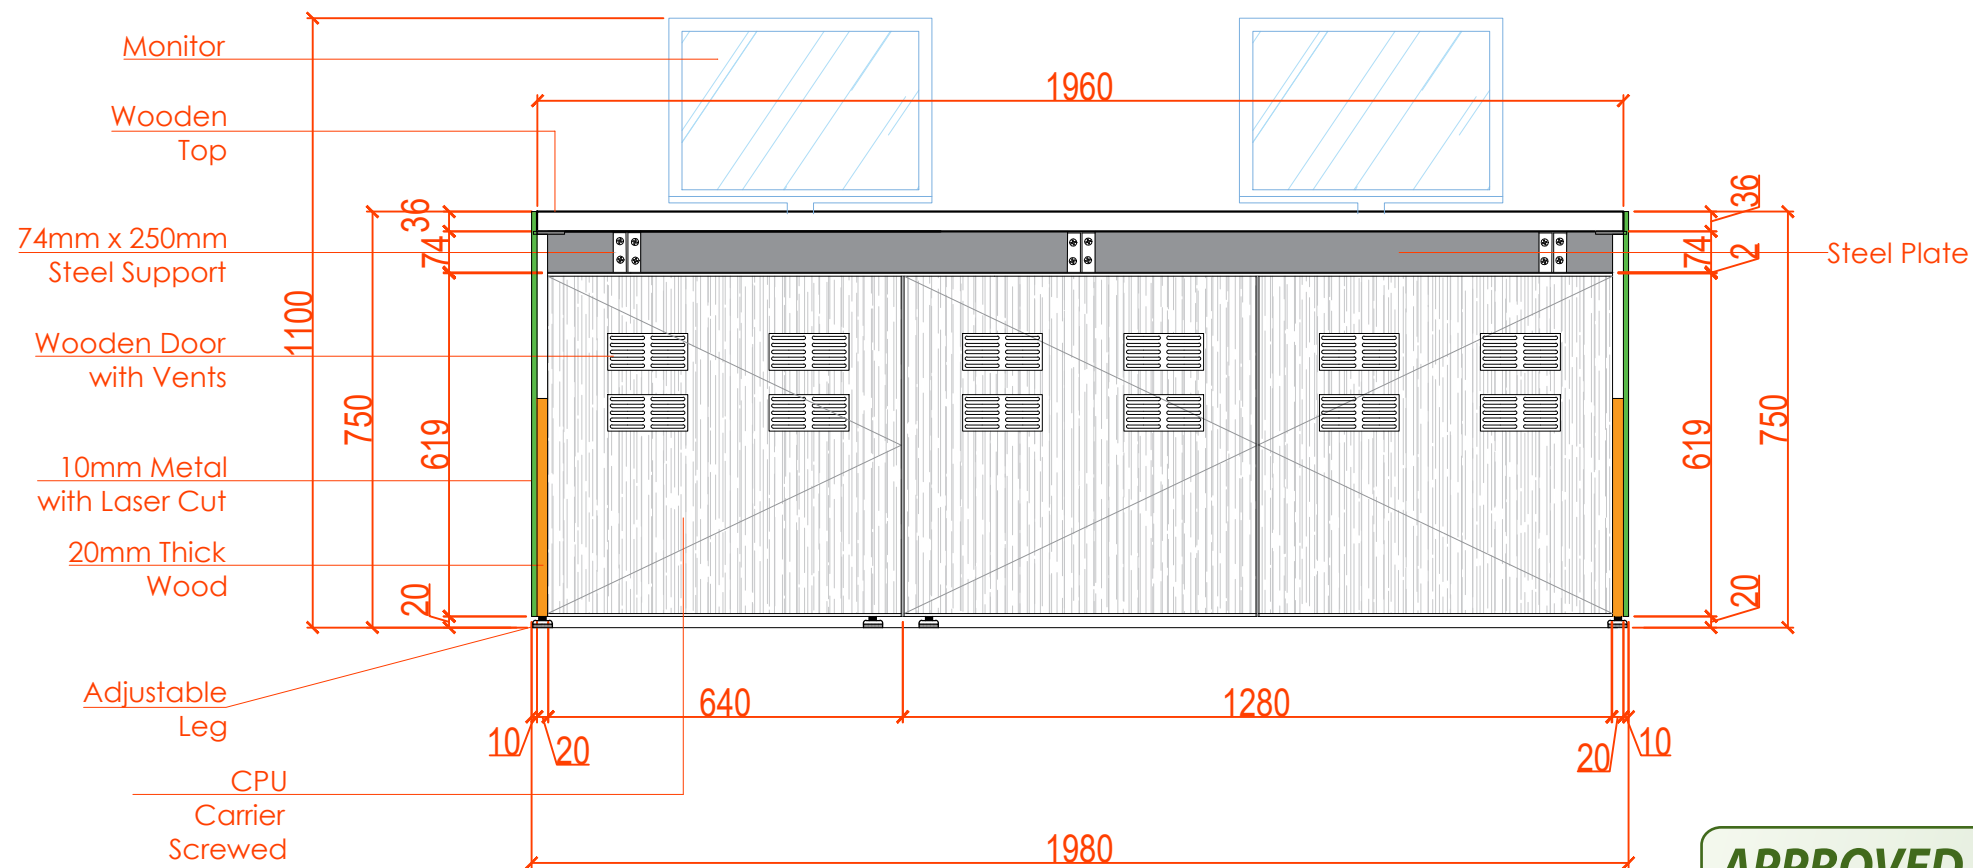 Monitor
1960
Wooden
Top
36
36
74mm x 250mm
Steel Support
74
74
2
Steel Plate
1100
Wooden Door
with Vents
750
619
619
750
10mm Metal
with Laser Cut
20mm Thick
Wood
20
20
Adjustable
Leg
640
1280
10
20
20
10
CPU
Carrier
Screwed
1980
APPROVED